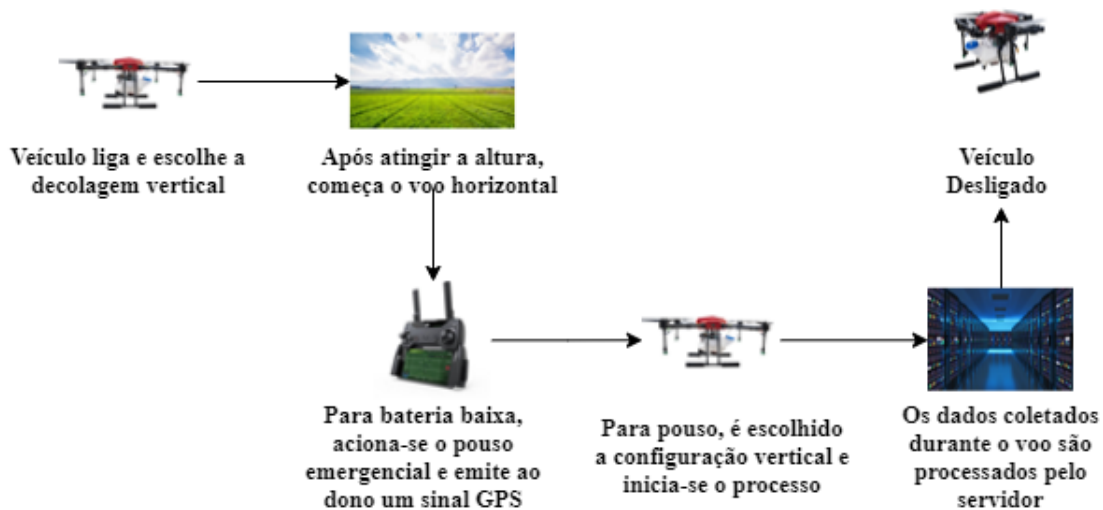 Veículo liga e escolhe a
decolagem vertical
Após atingir a altura,
começa o voo horizontal
Para bateria baixa,
aciona-se o pouso
emergencial e emite ao
dono um sinal GPS
Para pouso, é escolhido
a configuração vertical e
inicia-se o processo
Os dados coletados
durante o voo são
processados pelo
servidor
Veículo
Desligado